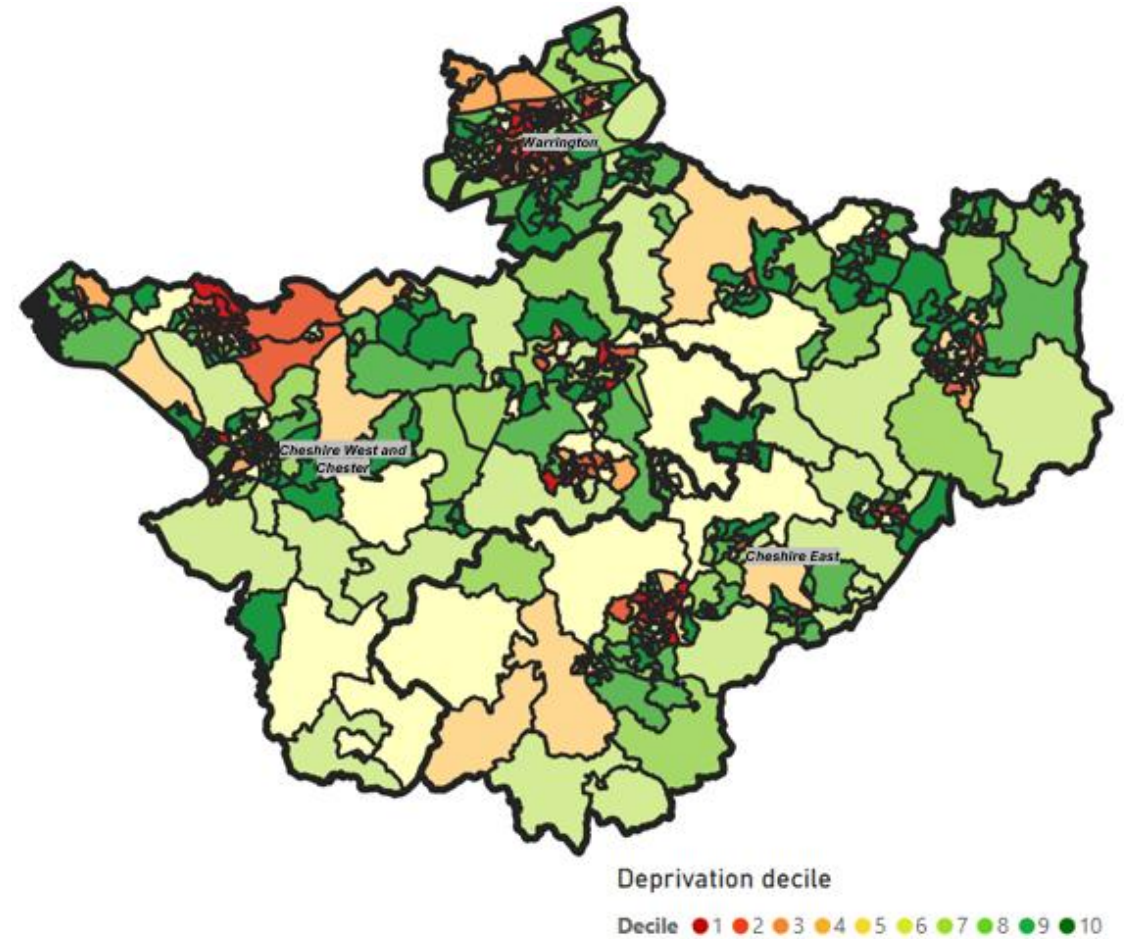 Warrington
Cheshire West and
Chester
Cheshire East
Deprivation decile
Decile 1 2 3 4 5 6 7 8 9 10